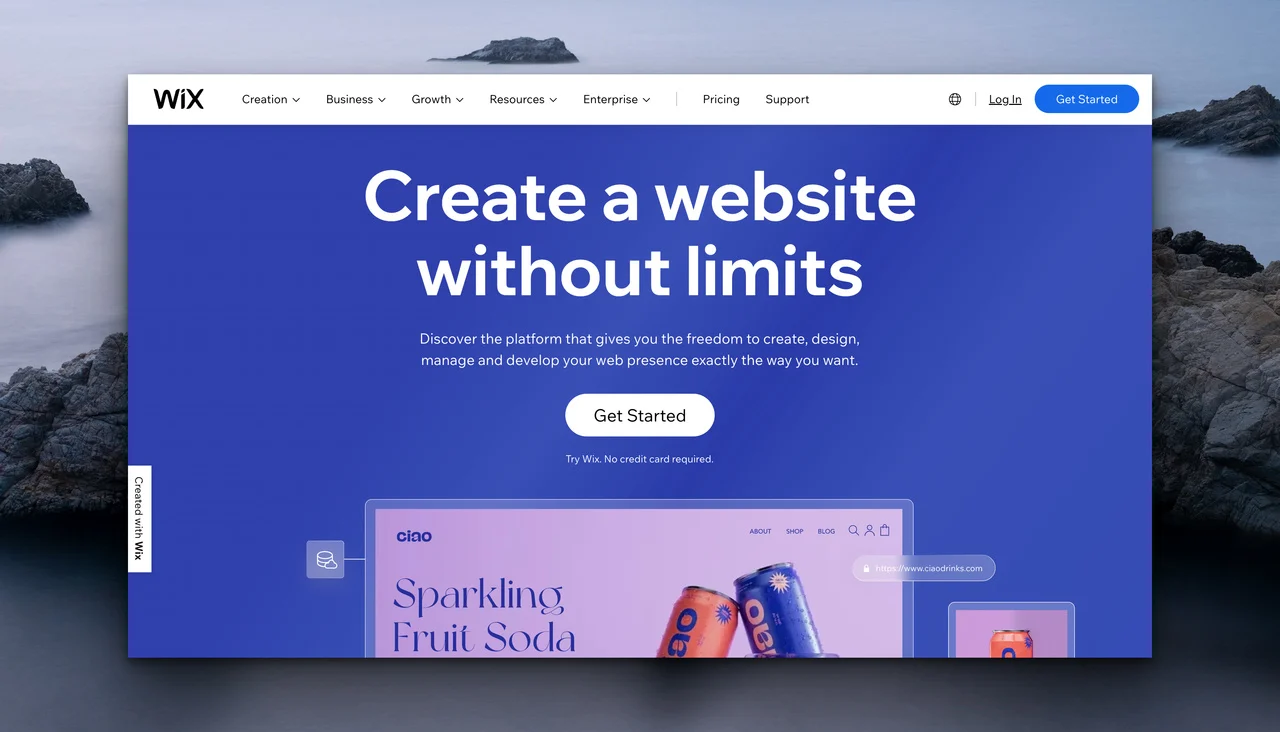 WiX
Creation
Business
Growth
Resources
Enterprise
Pricing
Support
Log In
Get Started
Create a website
without limits
Discover the platform that gives you the freedom to create, design,
manage and develop your web presence exactly the way you want.
Get Started
Try Wix. No credit card required.
Created with Wix
ciao
ABOUT
SHOP
BLOG
https://www.ciaodrinks.com
Sparkling
Fruit Soda